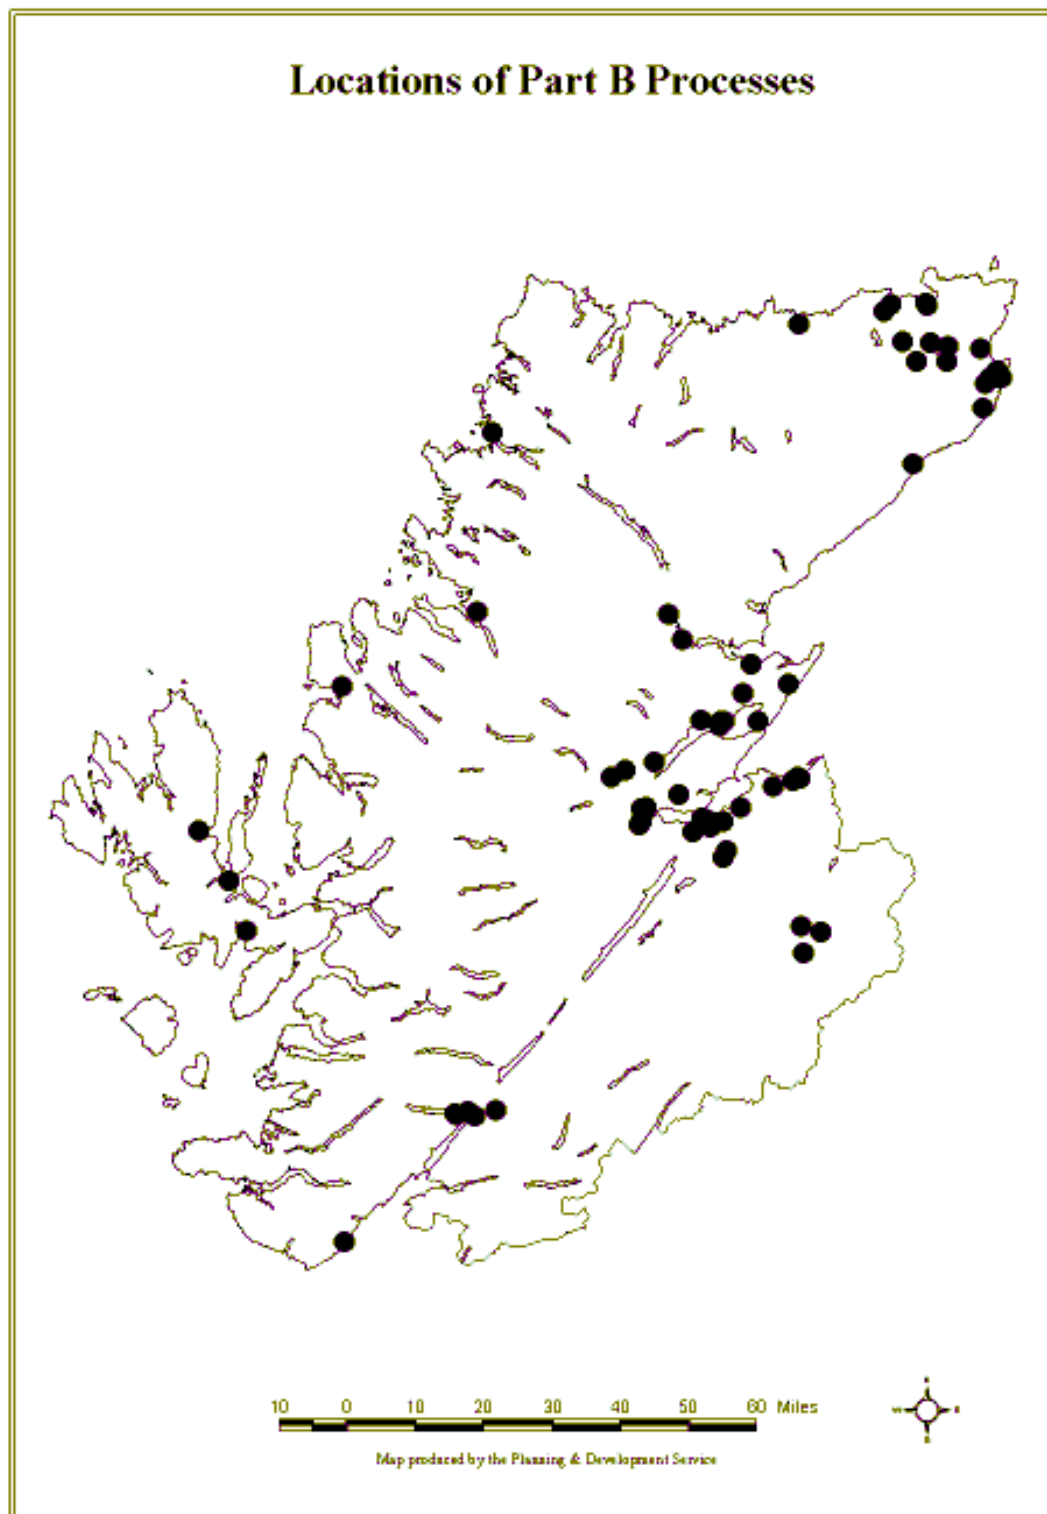 Locations of Part B Processes
10 0 10 20 30 40 50 60 Miles
Map produced by the Planning & Development Service